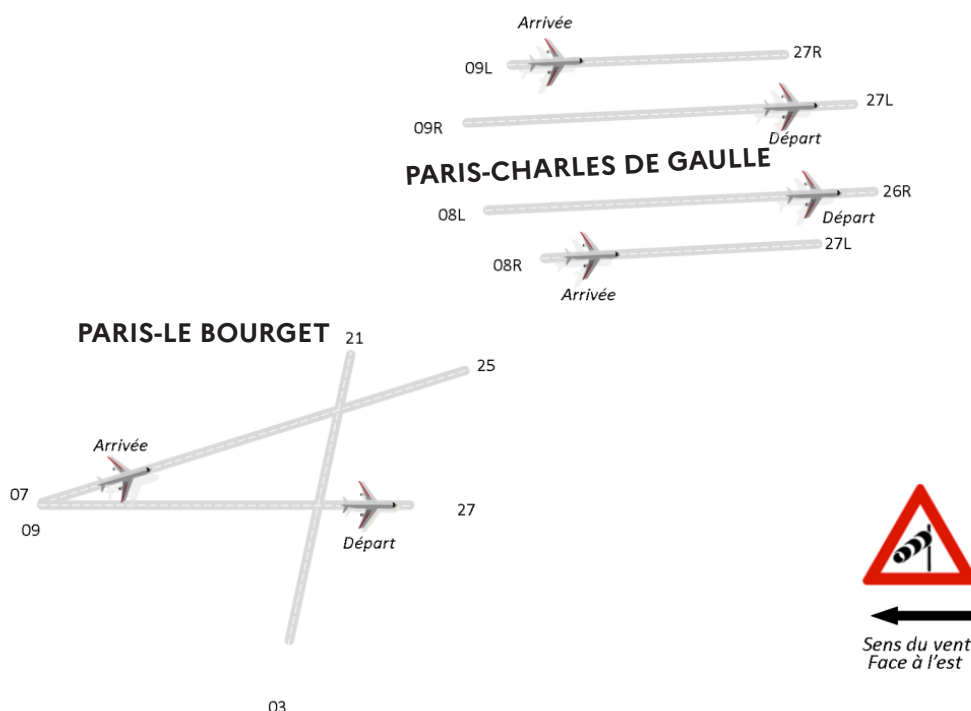 Arrivée
09L
27R
09R
27L
Départ
PARIS-CHARLES DE GAULLE
08L
26R
Départ
08R
27L
Arrivée
PARIS-LE BOURGET
21
25
Arrivée
07
09
27
Départ
03
Sens du vent
Face à l'est